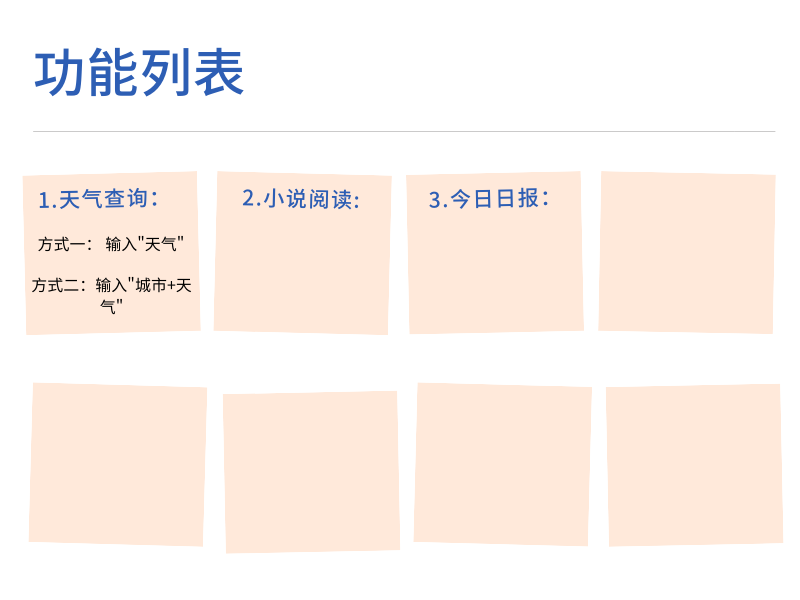 功能列表
1.天气查询：
方式一： 输入"天气"
方式二：输入"城市+天
气"
2.小说阅读:
3.今日日报：